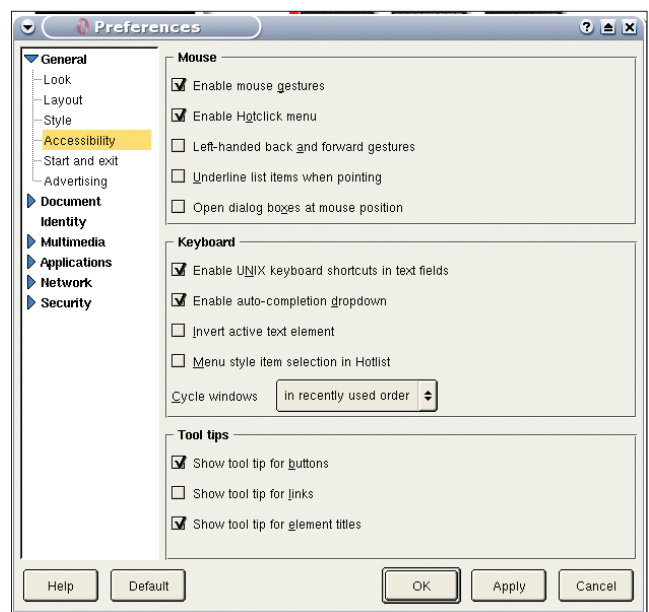 Preferences
General
Look
Layout
Style
Accessibility
Start and exit
Advertising
Document
Identity
Multimedia
Applications
Network
Security
Mouse
Enable mouse gestures
Enable Hotclick menu
Left-handed back and forward gestures
Underline list items when pointing
Open dialog boxes at mouse position
Keyboard
Enable UNIX keyboard shortcuts in text fields
Enable auto-completion dropdown
Invert active text element
Menu style item selection in Hotlist
Cycle windows in recently used order
Tool tips
Show tool tip for buttons
Show tool tip for links
Show tool tip for element titles
Help Default OK Apply Cancel